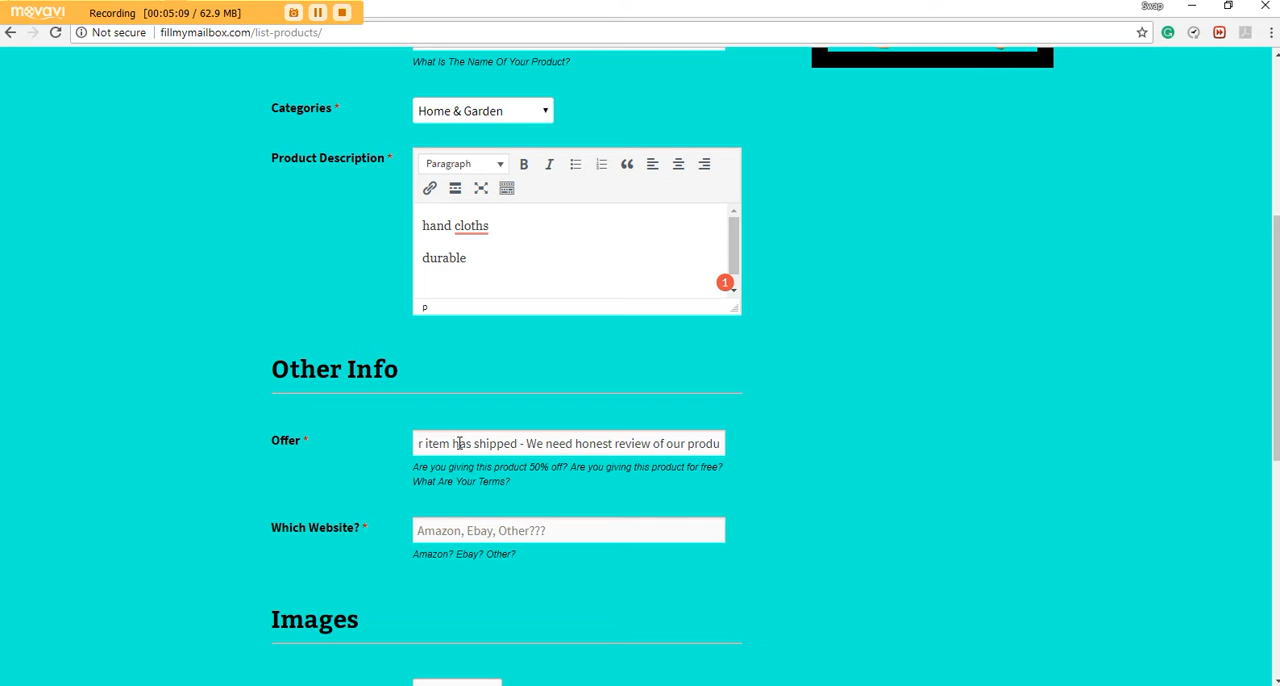 movavi Recording [00:05:09 / 62.9 MB] Swap
Not secure fillmymailbox.com/list-products/
What Is The Name Of Your Product?
Categories * Home & Garden
Product Description *
Paragraph B I
hand cloths
durable
1
p
Other Info
Offer * r item has shipped - We need honest review of our produ
Are you giving this product 50% off? Are you giving this product for free?
What Are Your Terms?
Which Website? * Amazon, Ebay, Other???
Amazon? Ebay? Other?
Images